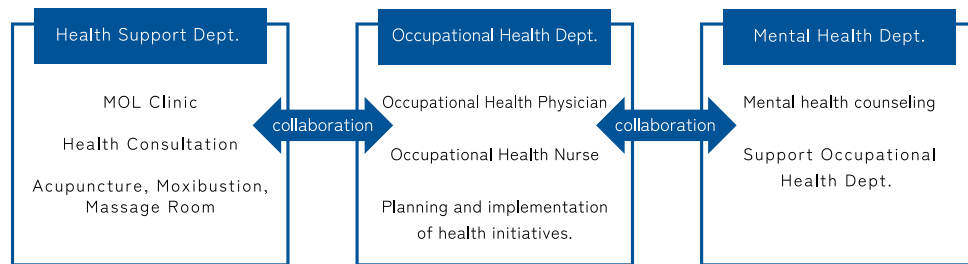 Health Support Dept.
MOL Clinic
Health Consultation
Acupuncture, Moxibustion,
Massage Room
collaboration
Occupational Health Dept.
Occupational Health Physician
Occupational Health Nurse
Planning and implementation
of health initiatives.
collaboration
Mental Health Dept.
Mental health counseling
Support Occupational
Health Dept.